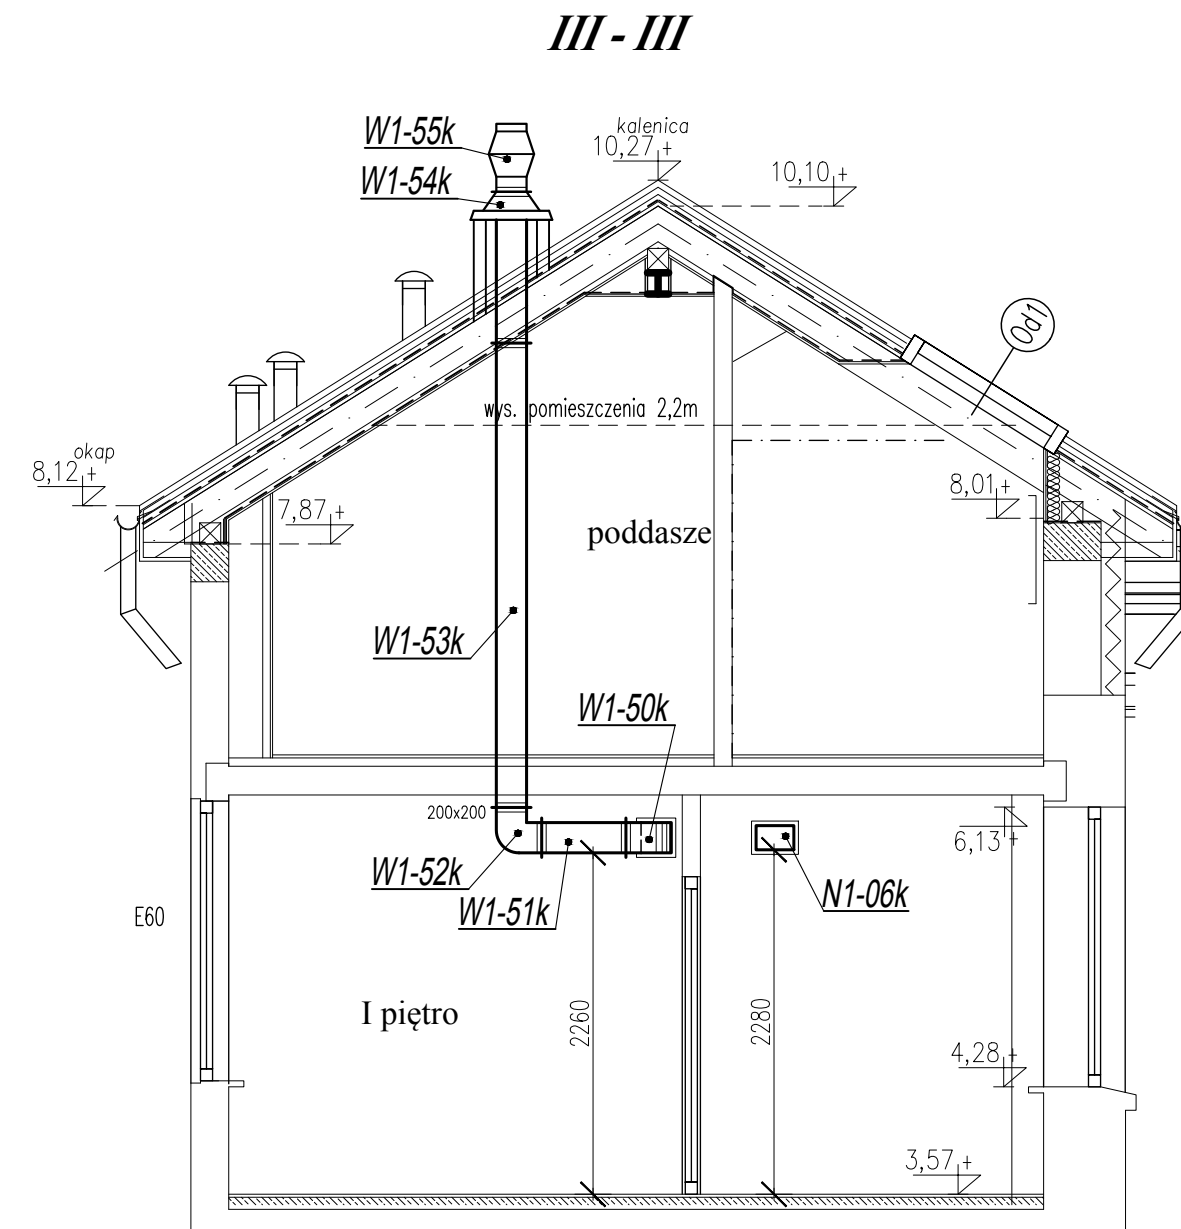 III - III
W1-55k
kalenica
10,27 +
W1-54k
10,10 +
Od1
wys. pomieszczenia 2,2m
okap
8,12 +
8,01 +
7,87 +
poddasze
W1-53k
W1-50k
200x200
6,13 +
W1-52k
N1-06k
W1-51k
E60
I piętro
2260
2280
4,28 +
3,57 +